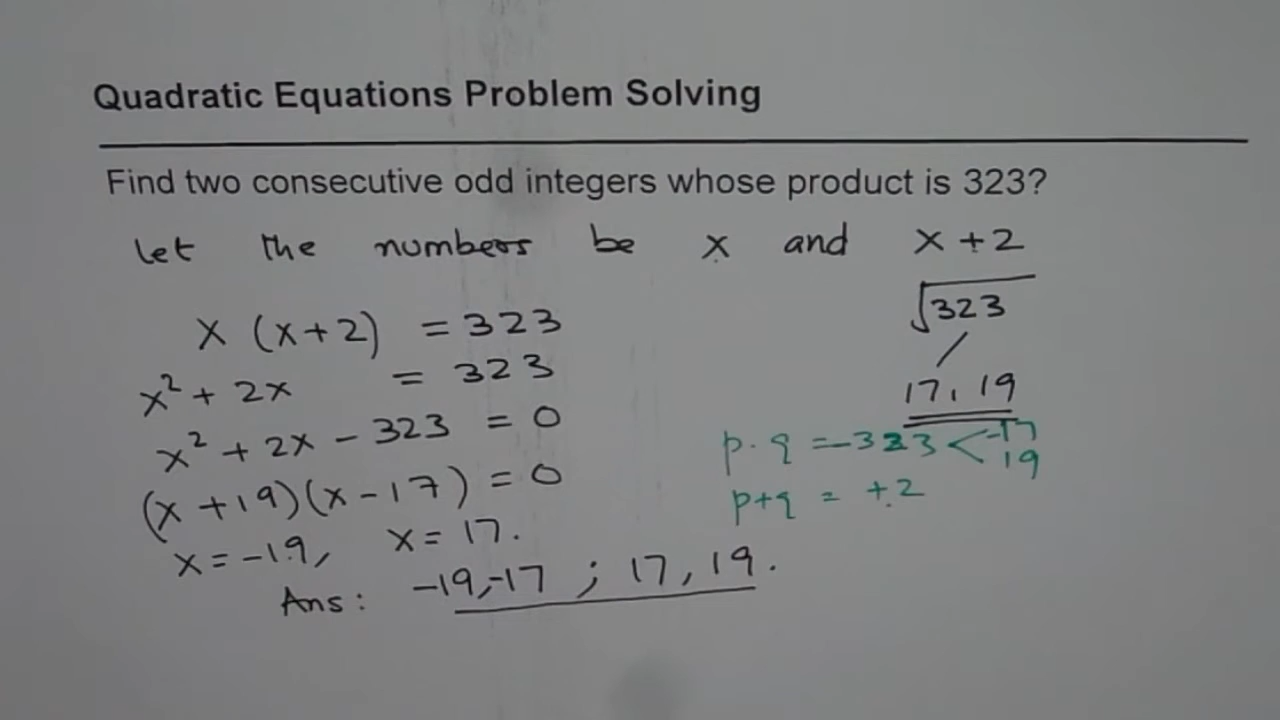 Quadratic Equations Problem Solving
Find two consecutive odd integers whose product is 323?
Let the numbers be x and x + 2
x (x+2) = 323
x² + 2x = 323
x² + 2x - 323 = 0
(x + 19)(x - 17) = 0
x = -19, x = 17.
Ans: -19,-17 ; 17, 19.
√323
17, 19
p · q = -323 < -17
19
p+q = +2